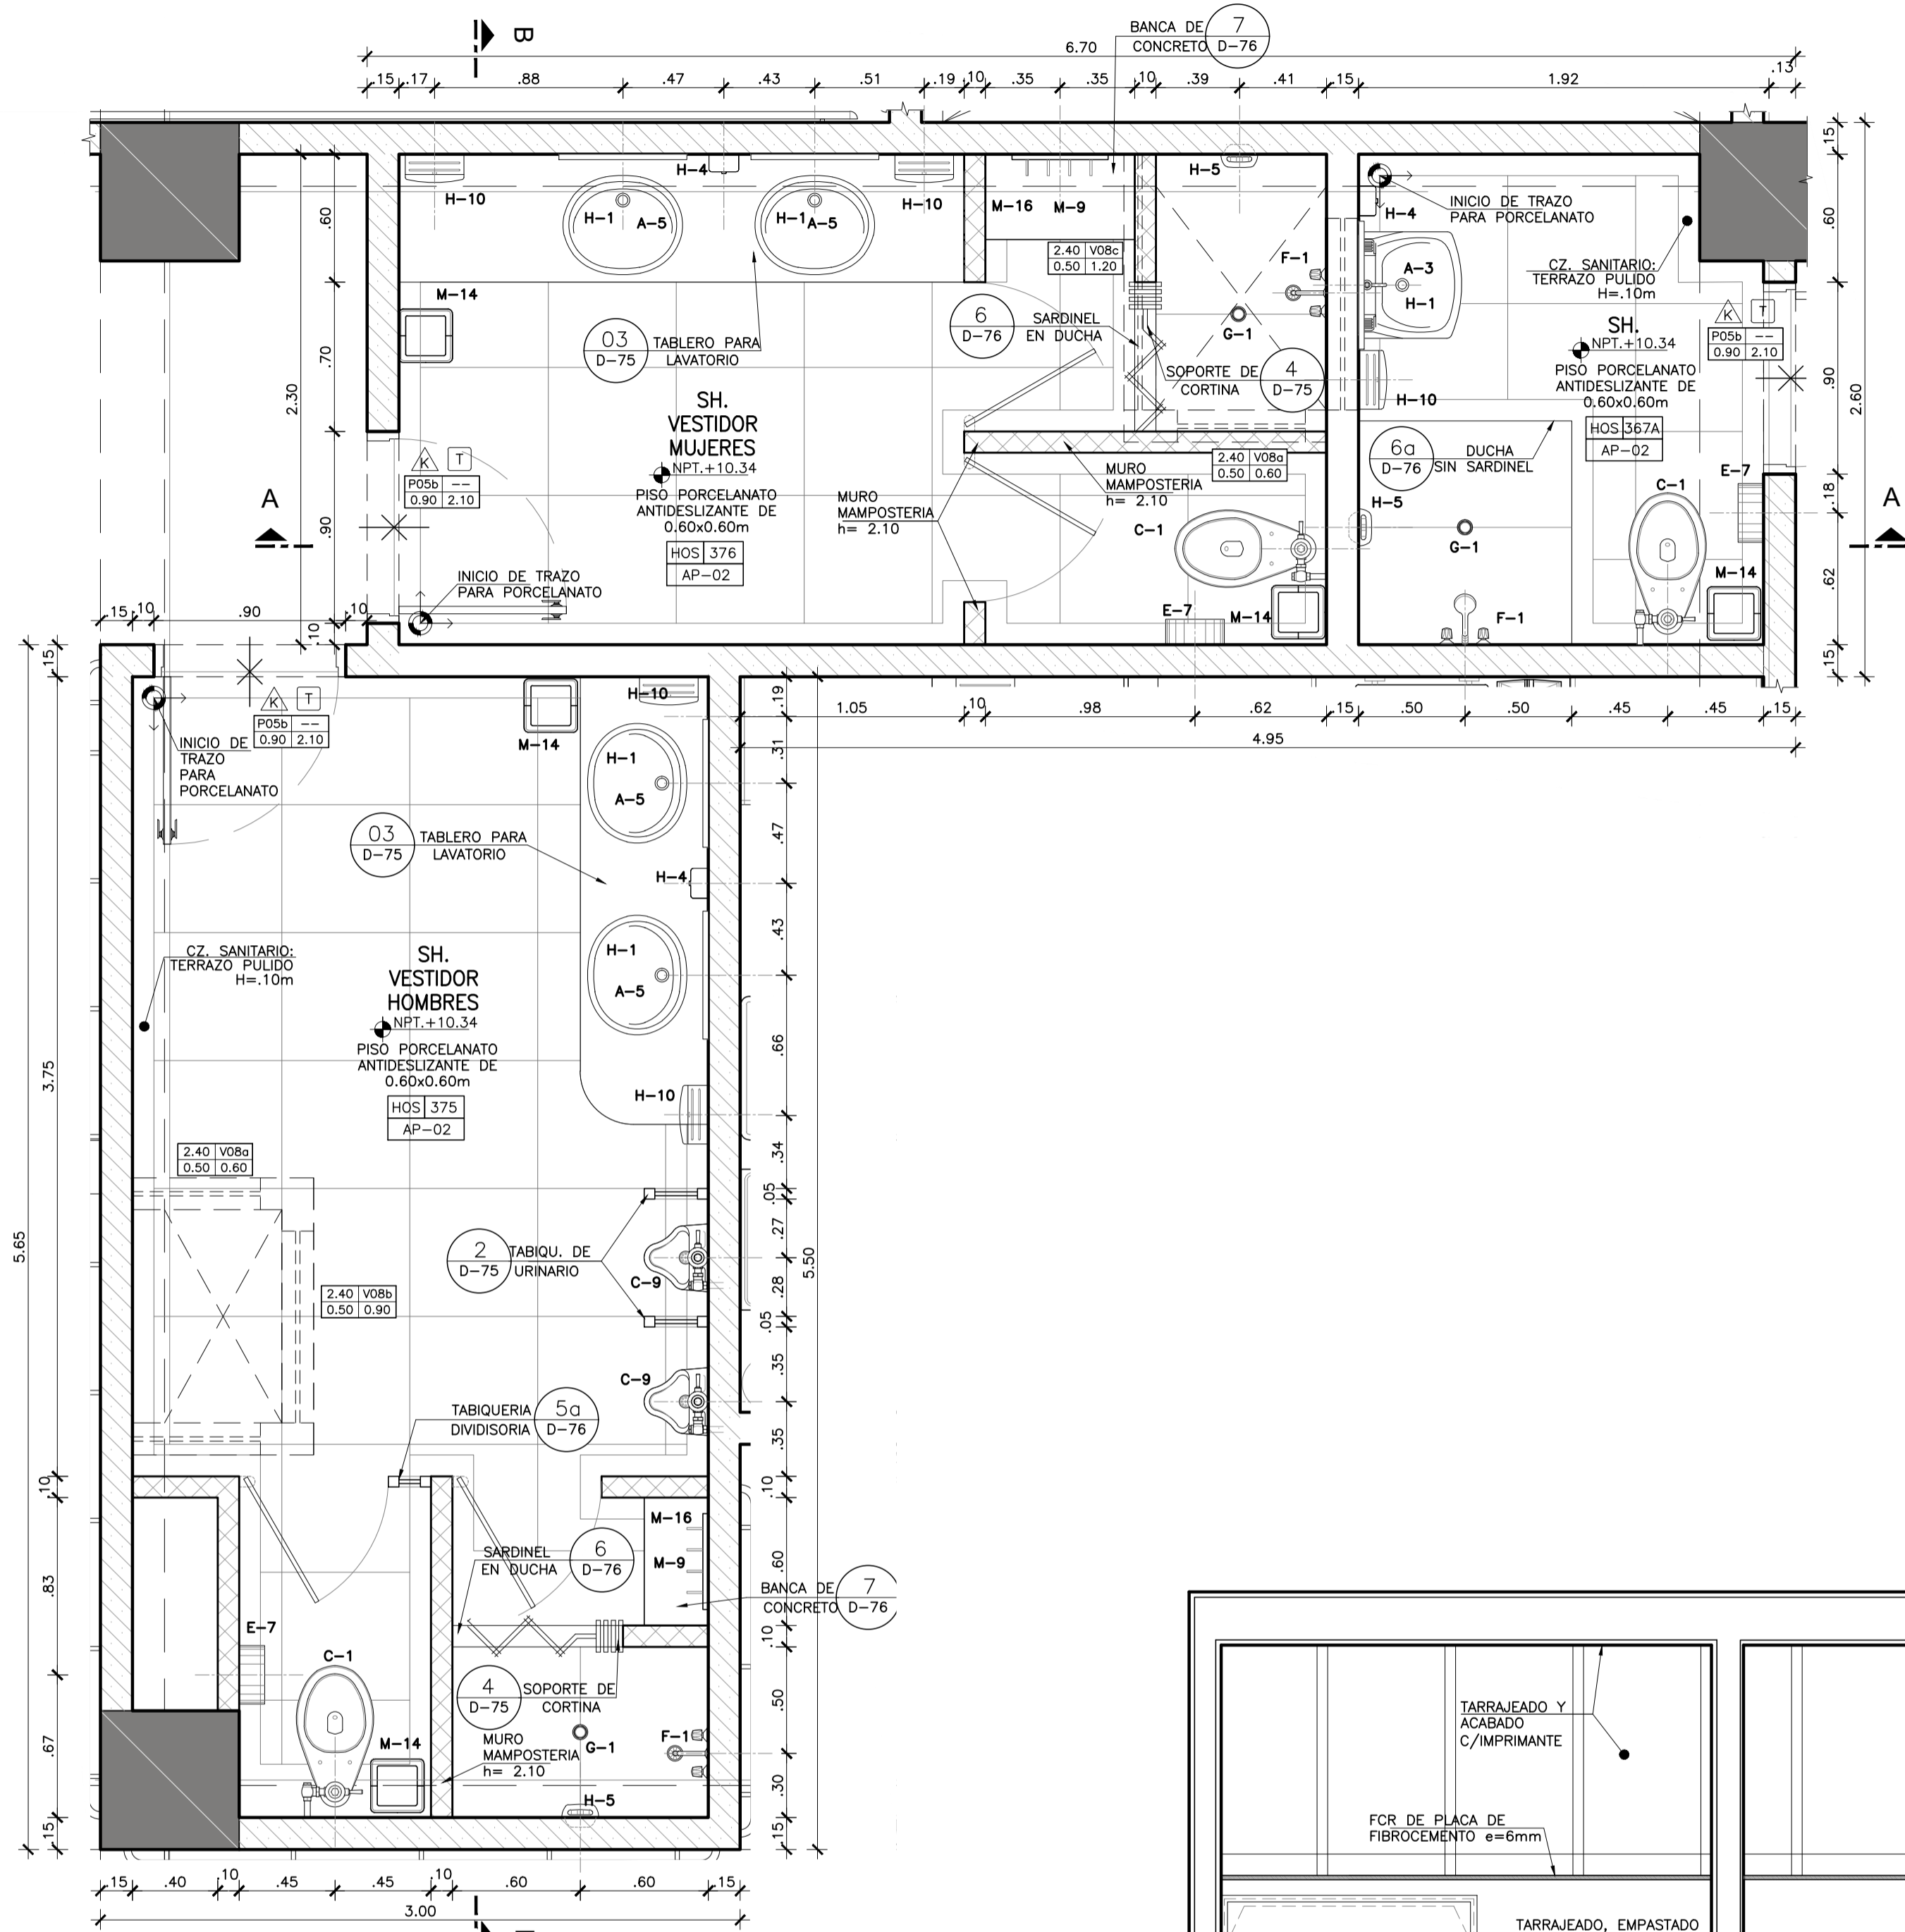 B
BANCA DE
CONCRETO
7
D-76
6.70
.15 .17 .88 .47 .43 .51 .19 .10 .35 .35 .10 .39 .41 .15 1.92 .13
H-10
H-1
A-5
H-4
H-1
A-5
H-10
M-16 M-9
H-5
H-4
INICIO DE TRAZO
PARA PORCELANATO
.15
.60
.60
2.40 V08c
0.50 1.20
F-1
A-3
H-1
CZ. SANITARIO:
TERRAZO PULIDO
H=.10m
M-14
03
D-75
TABLERO PARA
LAVATORIO
6
D-76
SARDINEL
EN DUCHA
G-1
SOPORTE DE
CORTINA
4
D-75
SH.
NPT.+10.34
PISO PORCELANATO
ANTIDESLIZANTE DE
0.60x0.60m
HOS 367A
AP-02
K T
P05b --
0.90 2.10
.70
2.30
.90
2.60
H-10
SH.
VESTIDOR
MUJERES
NPT.+10.34
PISO PORCELANATO
ANTIDESLIZANTE DE
0.60x0.60m
HOS 376
AP-02
K T
P05b --
0.90 2.10
MURO
MAMPOSTERIA
h= 2.10
MURO
MAMPOSTERIA
h= 2.10
2.40 V08a
0.50 0.60
6a
D-76
DUCHA
SIN SARDINEL
E-7
C-1
H-5
G-1
C-1
A
A
.90
.18
.62
INICIO DE TRAZO
PARA PORCELANATO
E-7
M-14
F-1
M-14
.15 .10 .90 .10
.10
.15
.15
K T
P05b --
0.90 2.10
INICIO DE
TRAZO
PARA
PORCELANATO
M-14
H-10
.19
1.05 .10 .98 .62 .15 .50 .50 .45 .45 .15
4.95
H-1
A-5
.31
03
D-75
TABLERO PARA
LAVATORIO
.47
H-4
.43
CZ. SANITARIO:
TERRAZO PULIDO
H=.10m
SH.
VESTIDOR
HOMBRES
NPT.+10.34
PISO PORCELANATO
ANTIDESLIZANTE DE
0.60x0.60m
HOS 375
AP-02
H-1
A-5
.66
3.75
H-10
2.40 V08a
0.50 0.60
.34
.05
5.65
2
D-75
TABIQU. DE
URINARIO
.27
5.50
C-9
.28
2.40 V08b
0.50 0.90
.05
C-9
.35
TABIQUERIA
DIVIDISORIA
5a
D-76
.35
.10
.10
M-16
M-9
SARDINEL
EN DUCHA
6
D-76
.60
.83
BANCA DE
CONCRETO
7
D-76
E-7
C-1
.10
4
D-75
SOPORTE DE
CORTINA
.50
M-14
MURO
MAMPOSTERIA
h= 2.10
G-1
F-1
.67
.30
H-5
.15
.15
.15 .40 .10 .45 .45 .10 .60 .60 .15
3.00
TARRAJEADO Y
ACABADO
C/IMPRIMANTE
FCR DE PLACA DE
FIBROCEMENTO e=6mm
TARRAJEADO, EMPASTADO